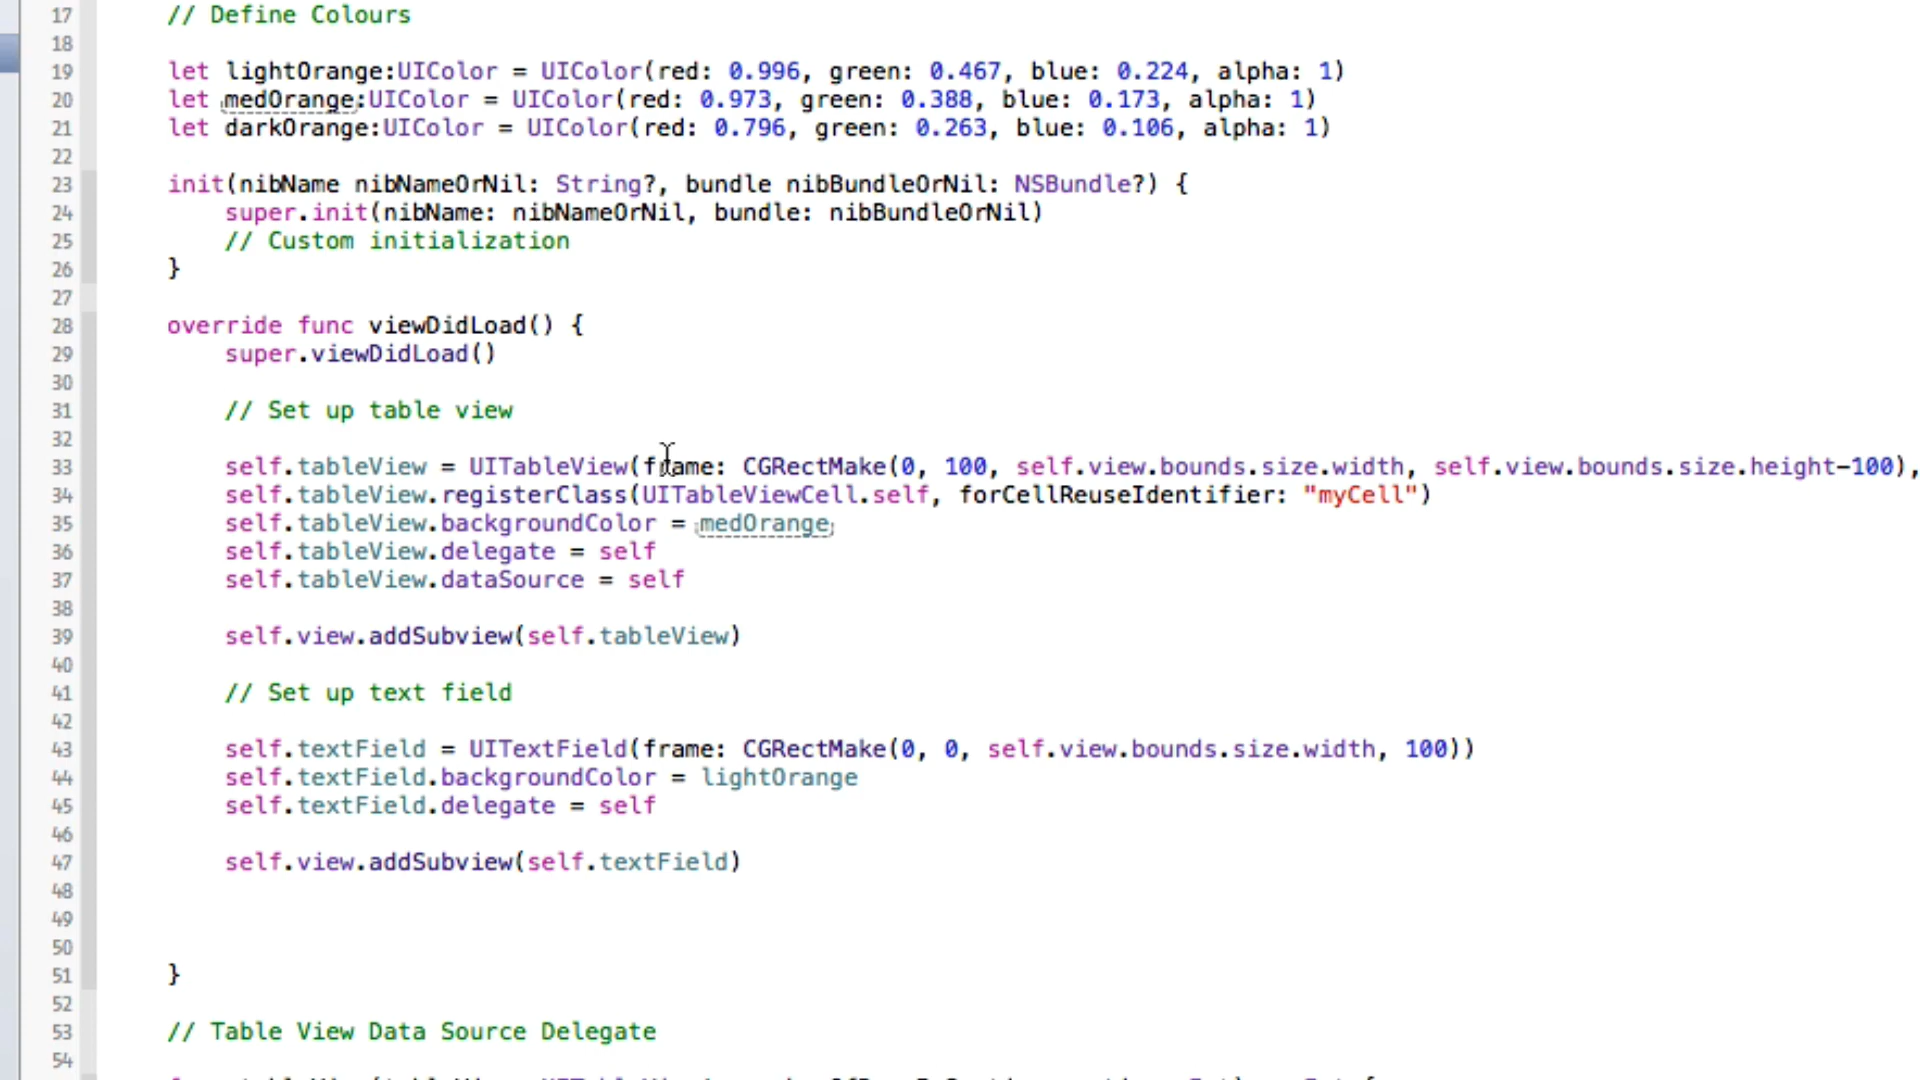 17 // Define Colours
18
19 let lightOrange:UIColor = UIColor(red: 0.996, green: 0.467, blue: 0.224, alpha: 1)
20 let medOrange:UIColor = UIColor(red: 0.973, green: 0.388, blue: 0.173, alpha: 1)
21 let darkOrange:UIColor = UIColor(red: 0.796, green: 0.263, blue: 0.106, alpha: 1)
22
23 init(nibName nibNameOrNil: String?, bundle nibBundleOrNil: NSBundle?) {
24 super.init(nibName: nibNameOrNil, bundle: nibBundleOrNil)
25 // Custom initialization
26 }
27
28 override func viewDidLoad() {
29 super.viewDidLoad()
30
31 // Set up table view
32
33 self.tableView = UITableView(frame: CGRectMake(0, 100, self.view.bounds.size.width, self.view.bounds.size.height-100),
34 self.tableView.registerClass(UITableViewCell.self, forCellReuseIdentifier: "myCell")
35 self.tableView.backgroundColor = medOrange
36 self.tableView.delegate = self
37 self.tableView.dataSource = self
38
39 self.view.addSubview(self.tableView)
40
41 // Set up text field
42
43 self.textField = UITextField(frame: CGRectMake(0, 0, self.view.bounds.size.width, 100))
44 self.textField.backgroundColor = lightOrange
45 self.textField.delegate = self
46
47 self.view.addSubview(self.textField)
48
49
50
51 }
52
53 // Table View Data Source Delegate
54